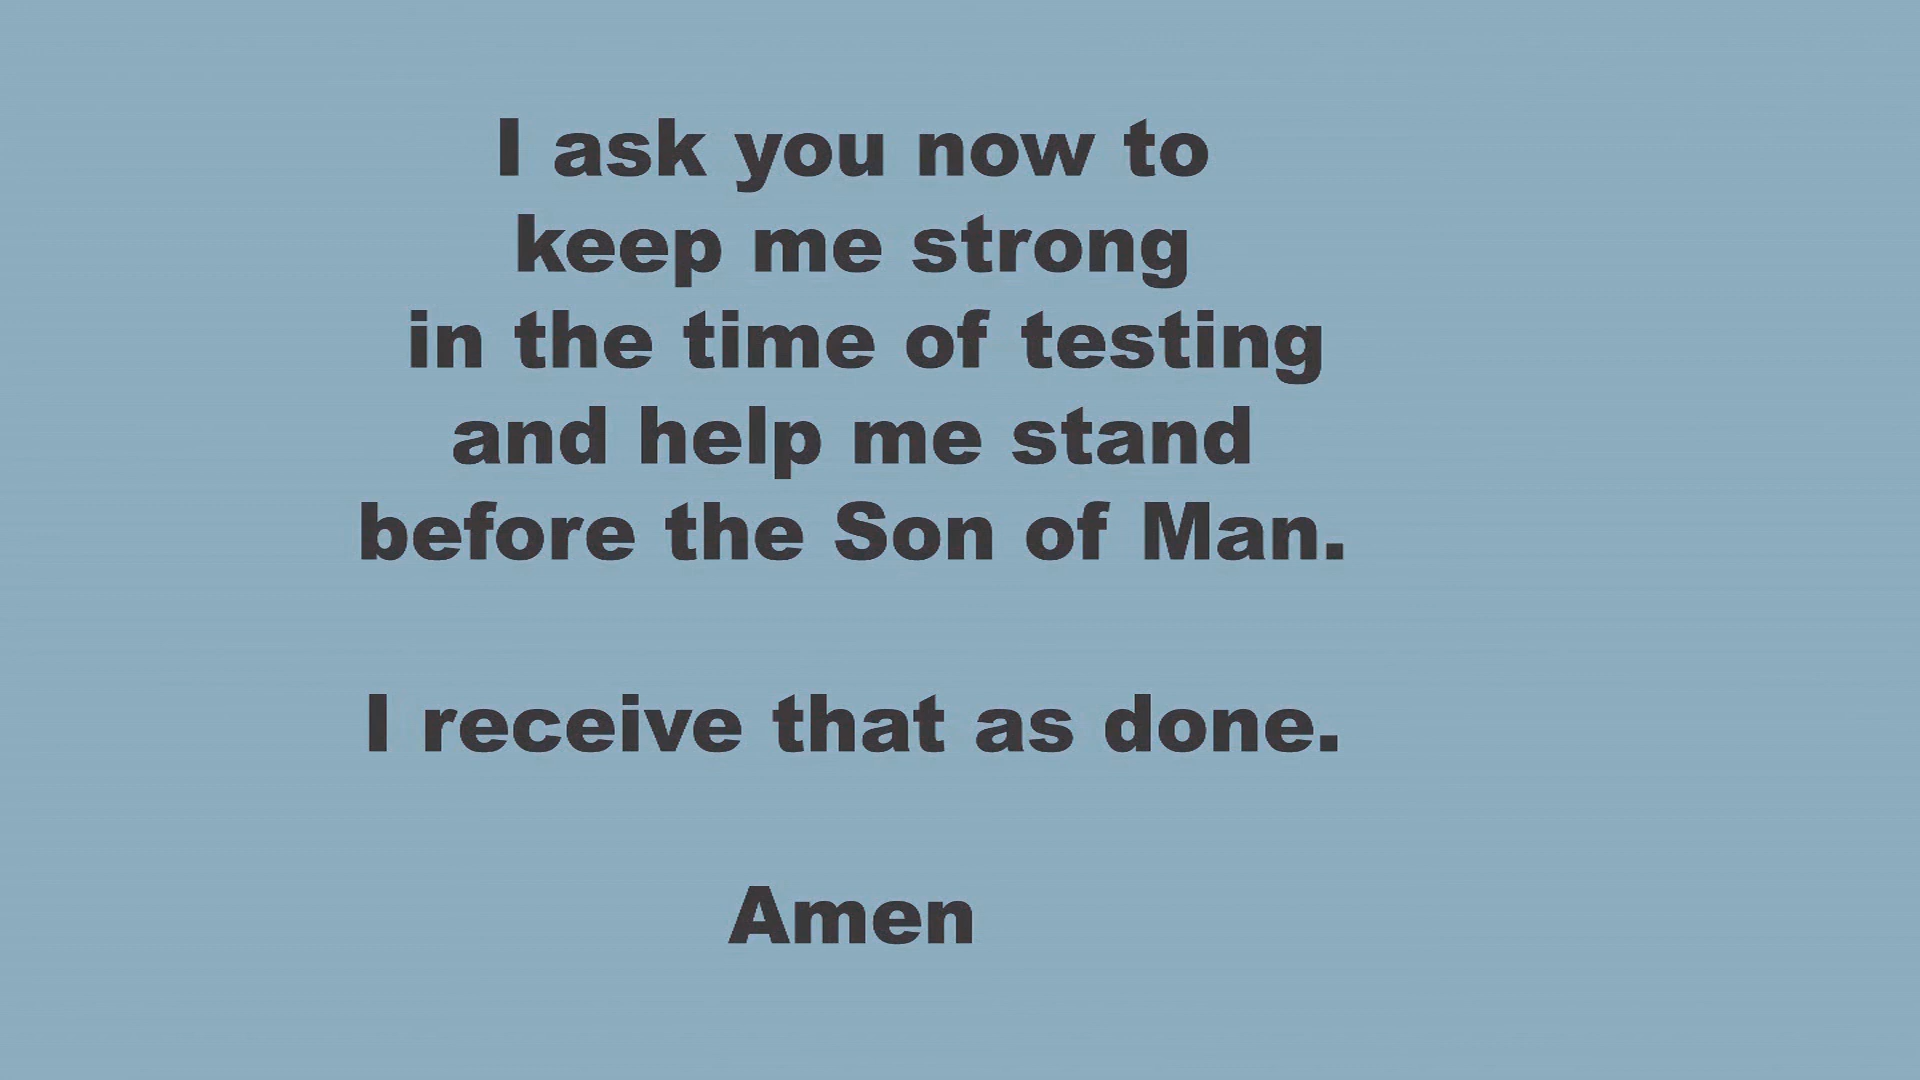 I ask you now to
keep me strong
in the time of testing
and help me stand
before the Son of Man.
I receive that as done.
Amen